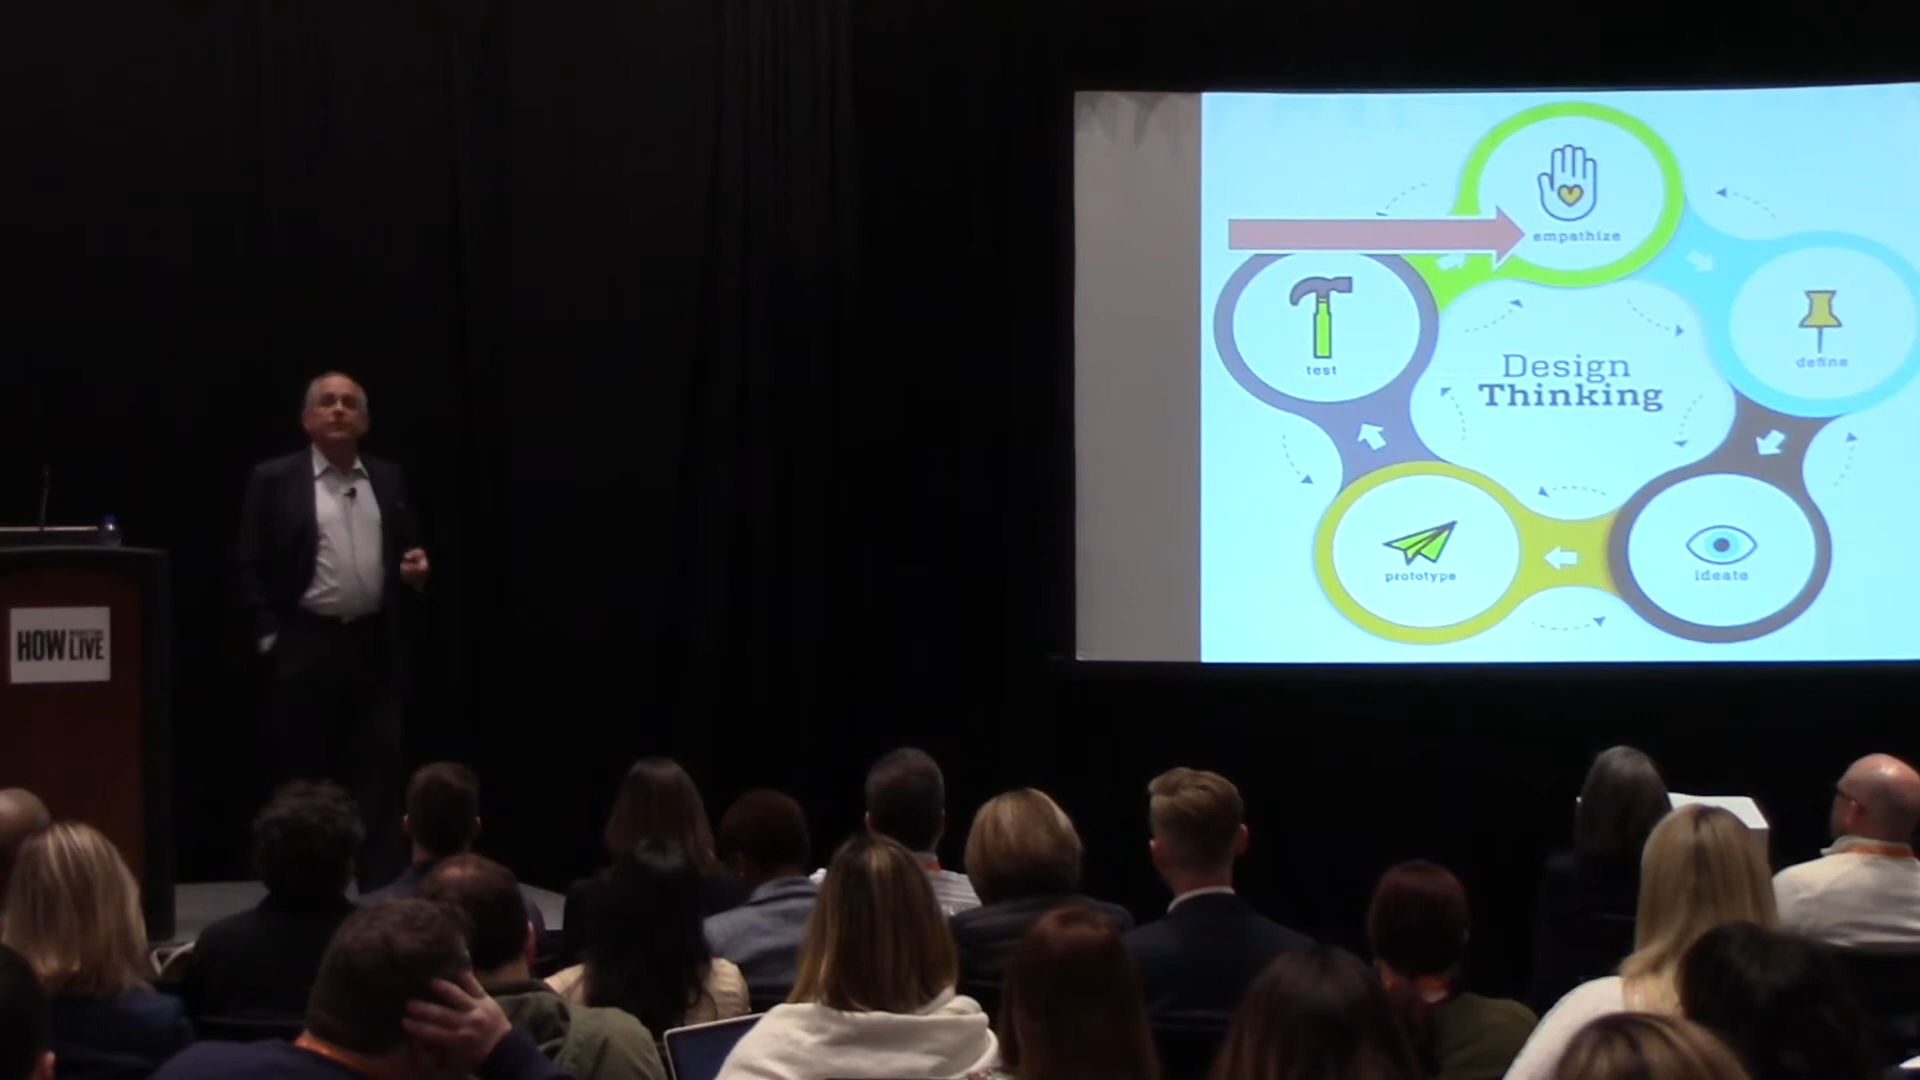 empathize
test
define
Design
Thinking
prototype
ideate
HOW
LIVE